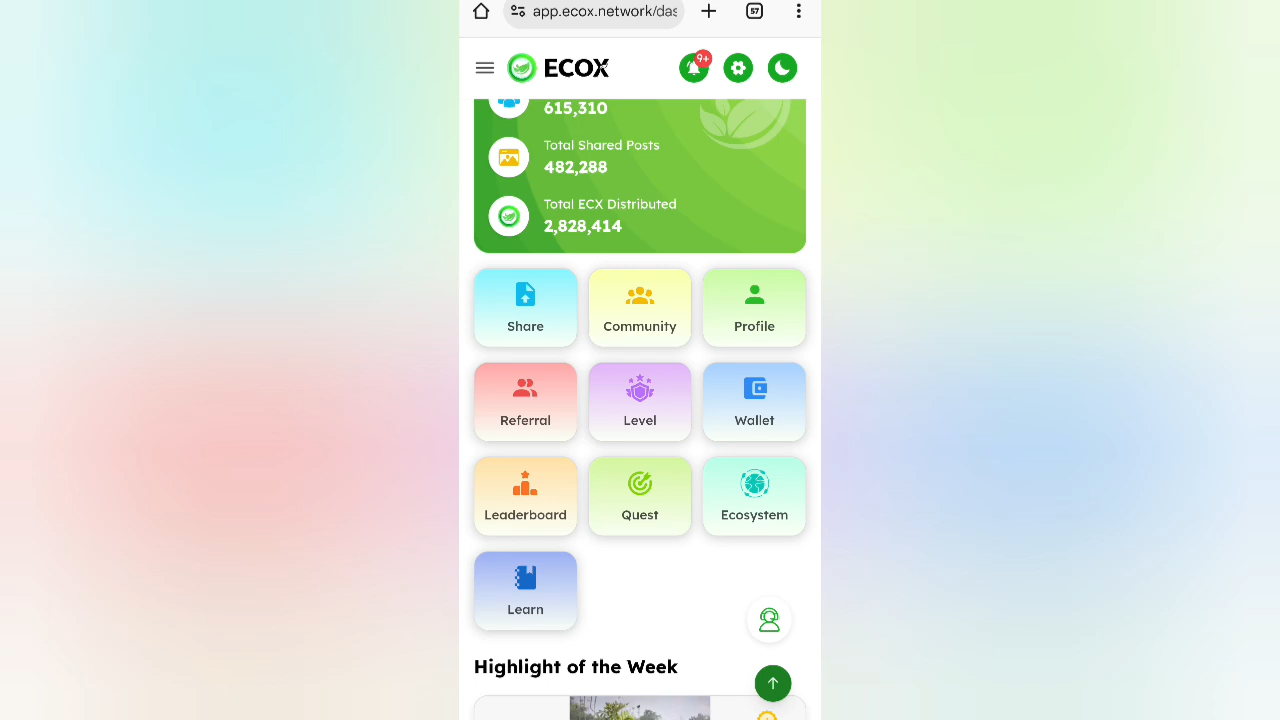 app.ecox.network/das
57
ECOX
9+
615,310
Total Shared Posts
482,288
Total ECX Distributed
2,828,414
Share
Community
Profile
Referral
Level
Wallet
Leaderboard
Quest
Ecosystem
Learn
Highlight of the Week